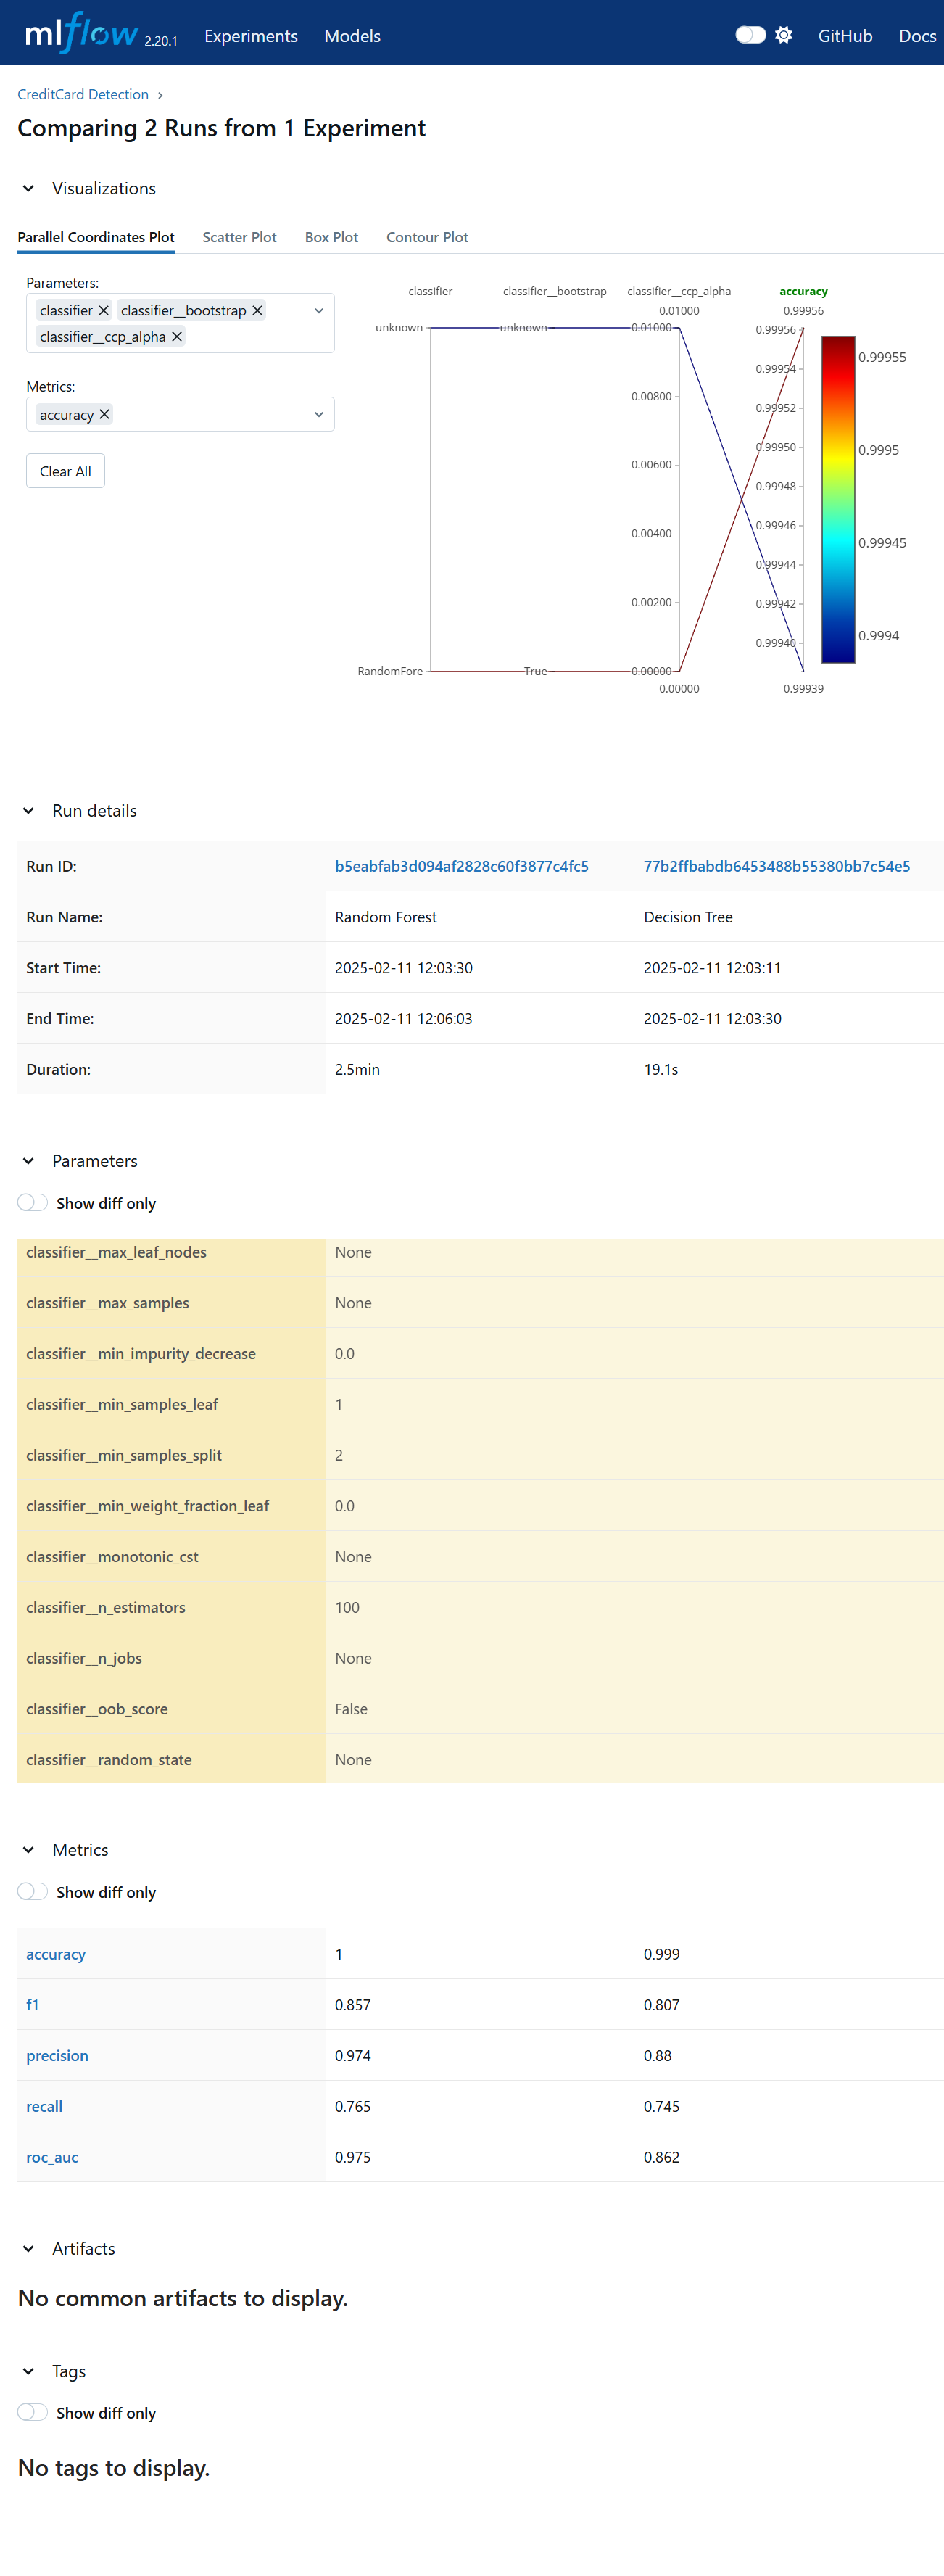 mlflow 2.20.1 Experiments Models GitHub Docs
CreditCard Detection ›
Comparing 2 Runs from 1 Experiment
Visualizations
Parallel Coordinates Plot Scatter Plot Box Plot Contour Plot
Parameters:
classifier × classifier__bootstrap ×
classifier__ccp_alpha ×
Metrics:
accuracy ×
Clear All
classifier classifier__bootstrap classifier__ccp_alpha accuracy
0.01000 0.99956
unknown unknown 0.01000 0.99956
0.99954
0.00800
0.99952
0.99950
0.00600
0.99948
0.99946
0.00400
0.99944
0.00200
0.99942
0.99940
RandomFore True 0.00000
0.00000 0.99939
0.99955
0.9995
0.99945
0.9994
Run details
Run ID: b5eabfab3d094af2828c60f3877c4fc5 77b2ffbabdb6453488b55380bb7c54e5
Run Name: Random Forest Decision Tree
Start Time: 2025-02-11 12:03:30 2025-02-11 12:03:11
End Time: 2025-02-11 12:06:03 2025-02-11 12:03:30
Duration: 2.5min 19.1s
Parameters
Show diff only
classifier__max_leaf_nodes None
classifier__max_samples None
classifier__min_impurity_decrease 0.0
classifier__min_samples_leaf 1
classifier__min_samples_split 2
classifier__min_weight_fraction_leaf 0.0
classifier__monotonic_cst None
classifier__n_estimators 100
classifier__n_jobs None
classifier__oob_score False
classifier__random_state None
Metrics
Show diff only
accuracy 1 0.999
f1 0.857 0.807
precision 0.974 0.88
recall 0.765 0.745
roc_auc 0.975 0.862
Artifacts
No common artifacts to display.
Tags
Show diff only
No tags to display.